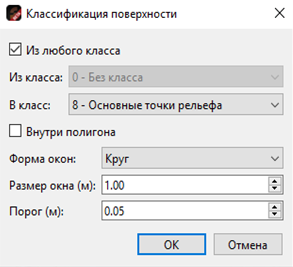 Классификация поверхности
Из любого класса
Из класса: 0 - Без класса
В класс: 8 - Основные точки рельефа
Внутри полигона
Форма окон: Круг
Размер окна (м): 1.00
Порог (м): 0.05
OK Отмена